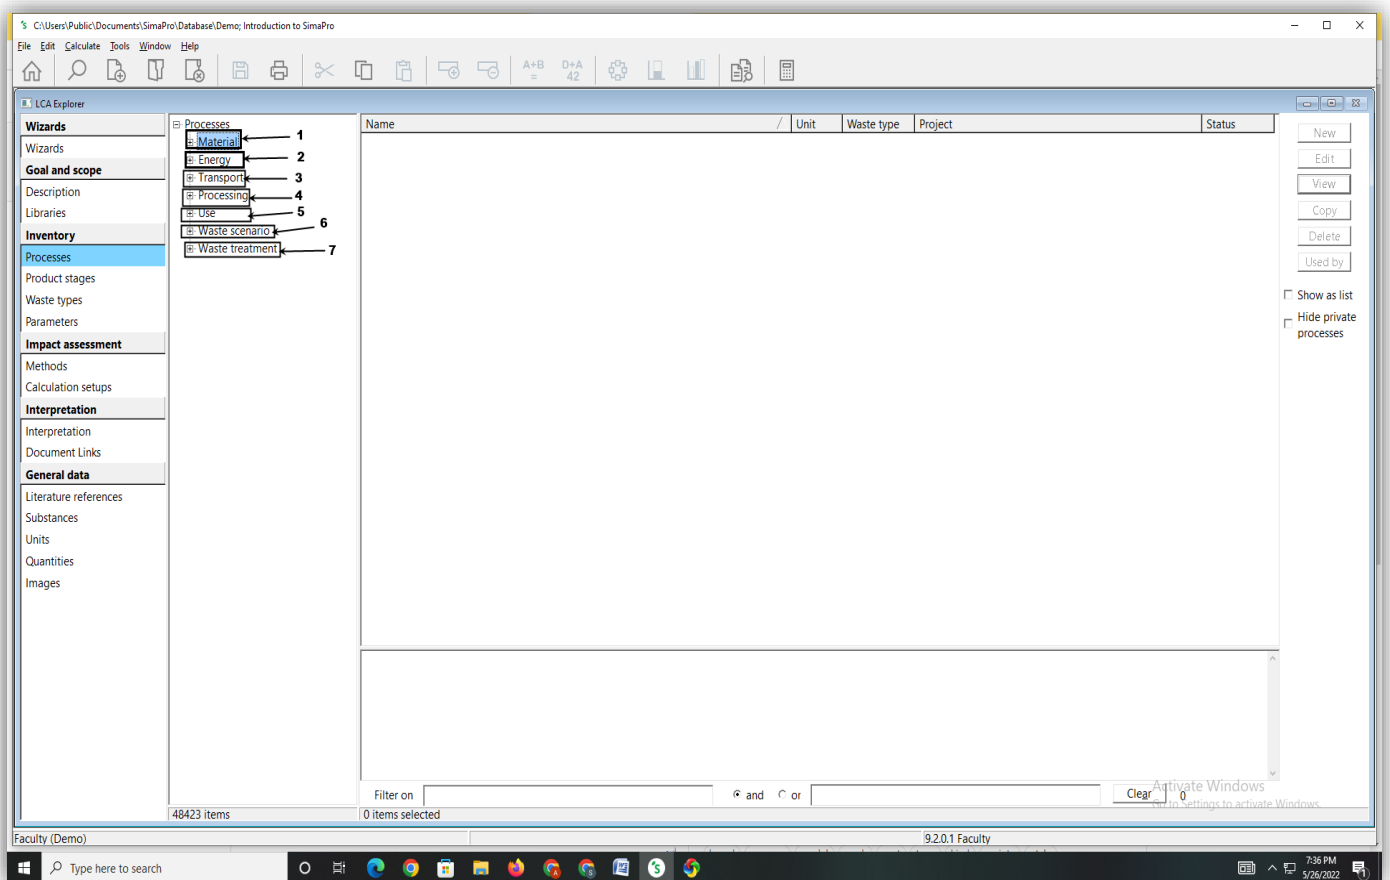 C:\Users\Public\Documents\SimaPro\Database\Demo; Introduction to SimaPro
File Edit Calculate Tools Window Help
A+B
=
D+A
42
LCA Explorer
Wizards
Wizards
Goal and scope
Description
Libraries
Inventory
Processes
Product stages
Waste types
Parameters
Impact assessment
Methods
Calculation setups
Interpretation
Interpretation
Document Links
General data
Literature references
Substances
Units
Quantities
Images
Processes
Material 1
Energy 2
Transport 3
Processing 4
Use 5
Waste scenario 6
Waste treatment 7
48423 items
Name / Unit Waste type Project Status
New
Edit
View
Copy
Delete
Used by
Show as list
Hide private
processes
Filter on and or Clear 0
0 items selected
Activate Windows
Go to Settings to activate Windows.
Faculty (Demo) 9.2.0.1 Faculty
Type here to search
7:36 PM
5/26/2022